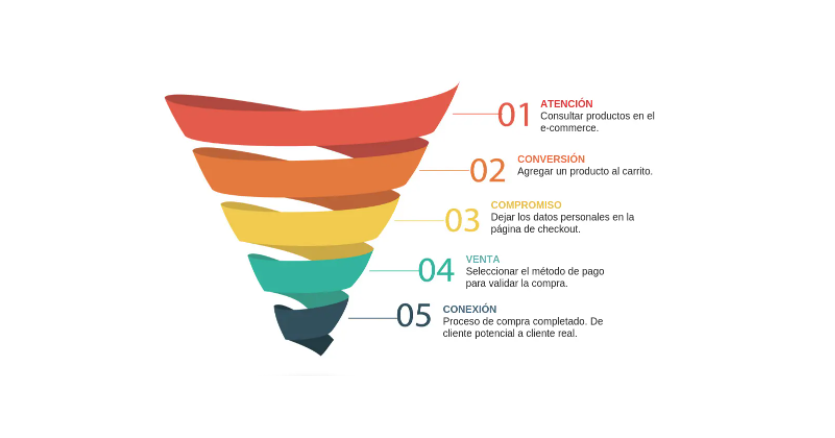 01
ATENCIÓN
Consultar productos en el
e-commerce.
02
CONVERSIÓN
Agregar un producto al carrito.
03
COMPROMISO
Dejar los datos personales en la
página de checkout.
04
VENTA
Seleccionar el método de pago
para validar la compra.
05
CONEXIÓN
Proceso de compra completado. De
cliente potencial a cliente real.